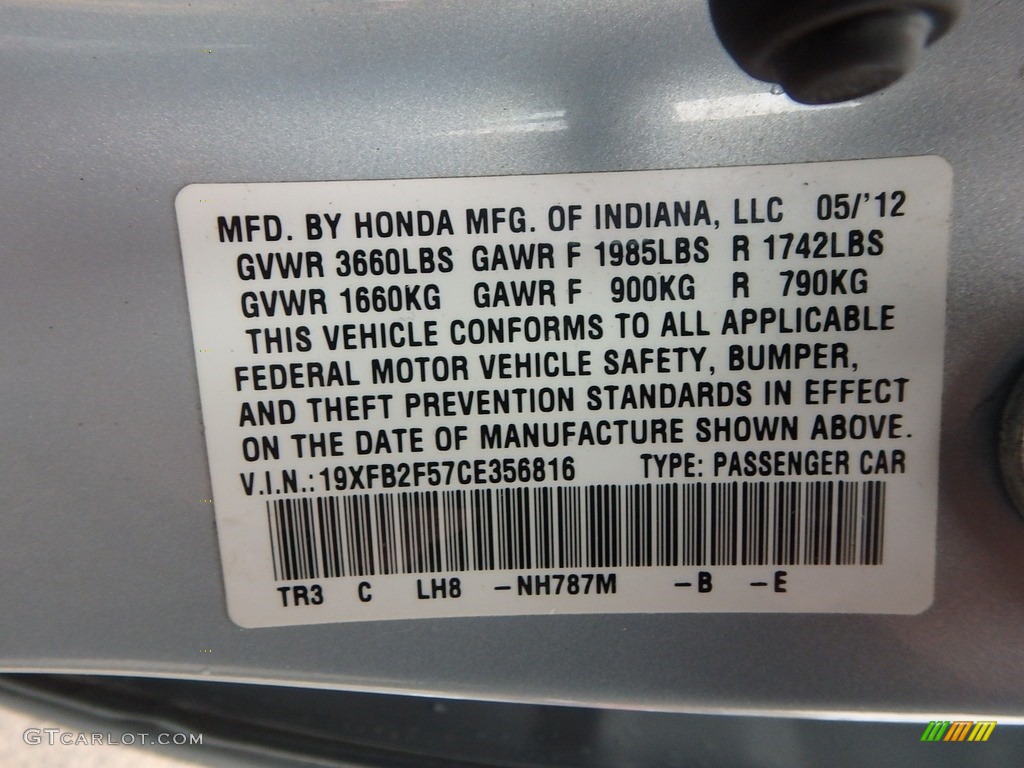 MFD. BY HONDA MFG. OF INDIANA, LLC 05/'12
GVWR 3660LBS GAWR F 1985LBS R 1742LBS
GVWR 1660KG GAWR F 900KG R 790KG
THIS VEHICLE CONFORMS TO ALL APPLICABLE
FEDERAL MOTOR VEHICLE SAFETY, BUMPER,
AND THEFT PREVENTION STANDARDS IN EFFECT
ON THE DATE OF MANUFACTURE SHOWN ABOVE.
V.I.N.: 19XFB2F57CE356816 TYPE: PASSENGER CAR
TR3 C LH8 -NH787M -B -E
GTCARLOT.COM